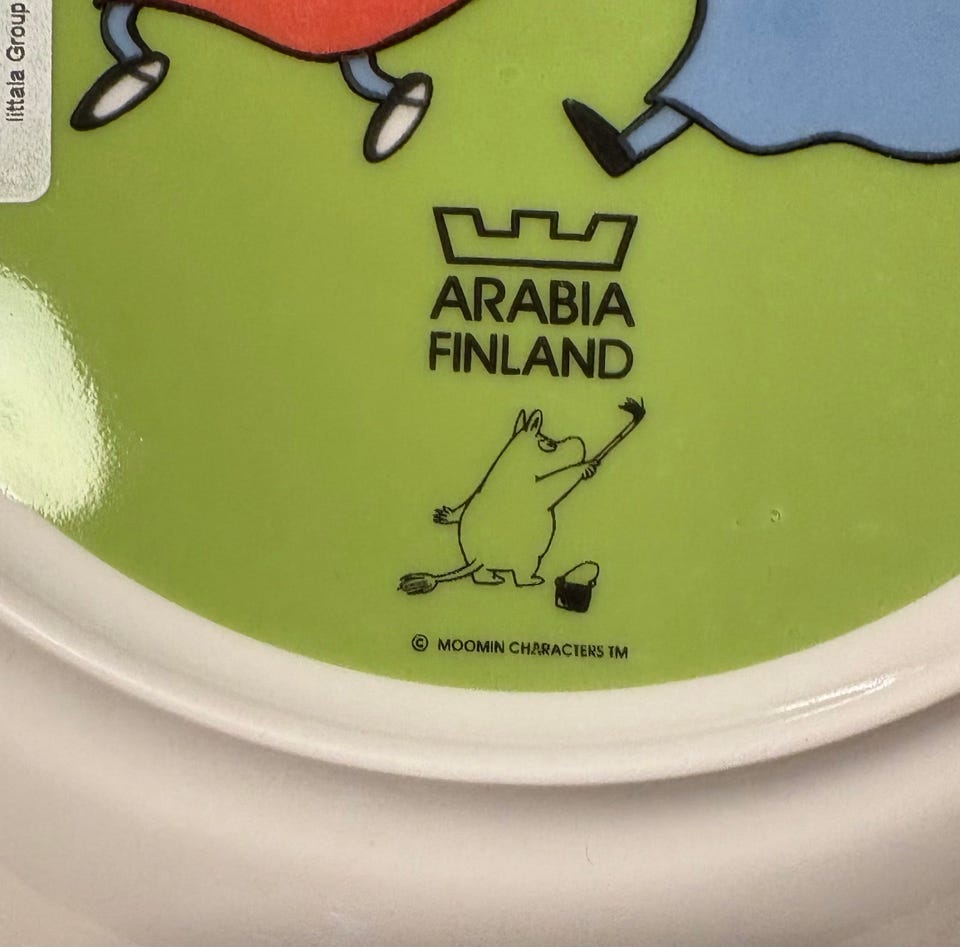 iittala Group
ARABIA
FINLAND
© MOOMIN CHARACTERS TM